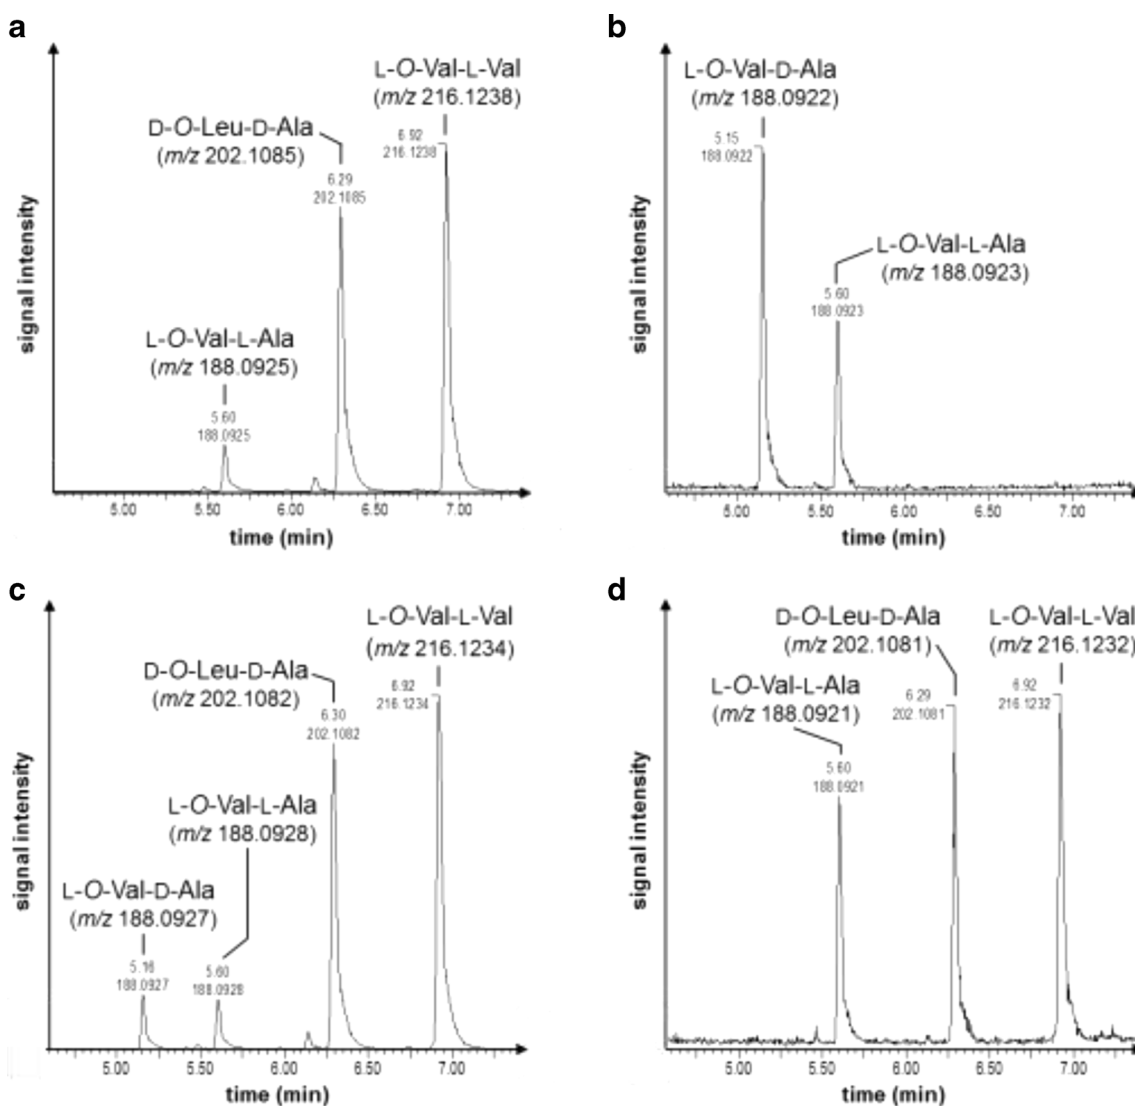 a
L-O-Val-L-Val
(m/z 216.1238)
D-O-Leu-D-Ala
(m/z 202.1085)
6.92
216.1238
6.29
202.1085
L-O-Val-L-Ala
(m/z 188.0925)
5.60
188.0925
signal intensity
5.00 5.50 6.00 6.50 7.00
time (min)
b
L-O-Val-D-Ala
(m/z 188.0922)
5.15
188.0922
L-O-Val-L-Ala
(m/z 188.0923)
5.60
188.0923
signal intensity
5.00 5.50 6.00 6.50 7.00
time (min)
c
L-O-Val-L-Val
(m/z 216.1234)
D-O-Leu-D-Ala
(m/z 202.1082)
6.92
216.1234
6.30
202.1082
L-O-Val-L-Ala
(m/z 188.0928)
L-O-Val-D-Ala
(m/z 188.0927)
5.16
188.0927
5.60
188.0928
signal intensity
5.00 5.50 6.00 6.50 7.00
time (min)
d
D-O-Leu-D-Ala
(m/z 202.1081)
L-O-Val-L-Val
(m/z 216.1232)
L-O-Val-L-Ala
(m/z 188.0921)
6.29
202.1081
6.92
216.1232
5.60
188.0921
signal intensity
5.00 5.50 6.00 6.50 7.00
time (min)